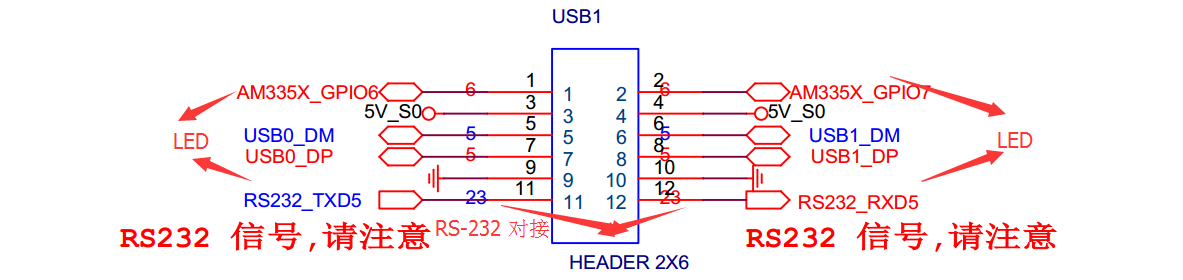 USB1
AM335X_GPIO6 6 1 1 2 2 6 AM335X_GPIO7
5V_S0 3 3 4 4 5V_S0
LED USB0_DM 5 5 5 6 6 5 USB1_DM LED
USB0_DP 5 7 7 8 8 5 USB1_DP
9 9 10 10
RS232_TXD5 23 11 11 12 12 23 RS232_RXD5
RS-232 对接
RS232 信号,请注意 RS232 信号,请注意
HEADER 2X6